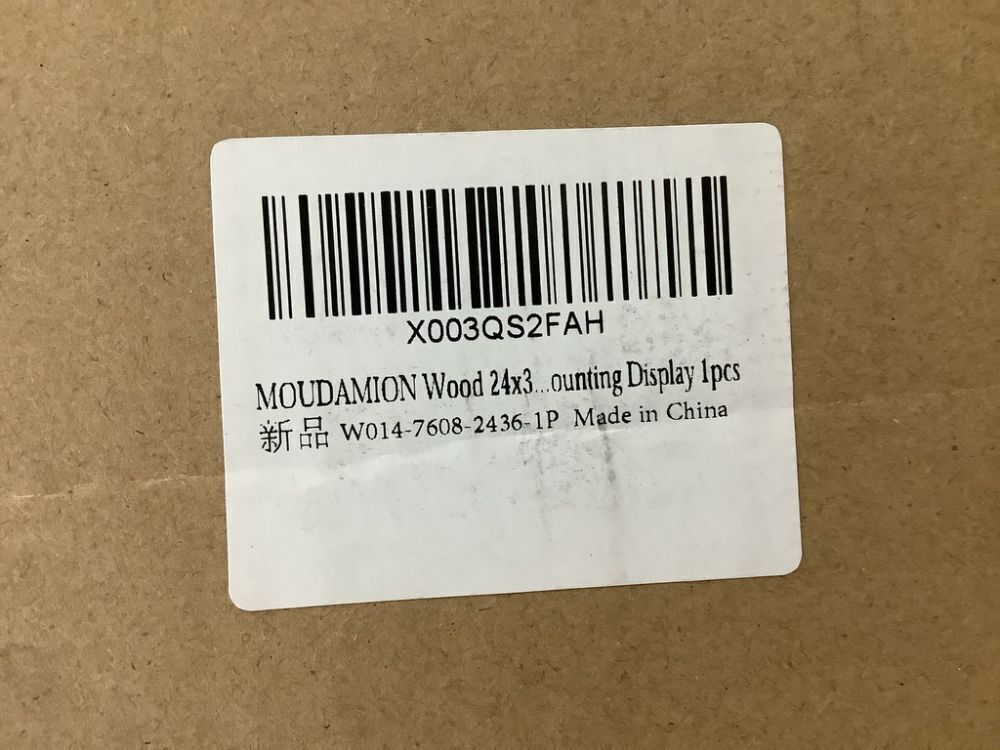 X003QS2FAH
MOUDAMION Wood 24x3...ounting Display 1pcs
新品 W014-7608-2436-1P Made in China